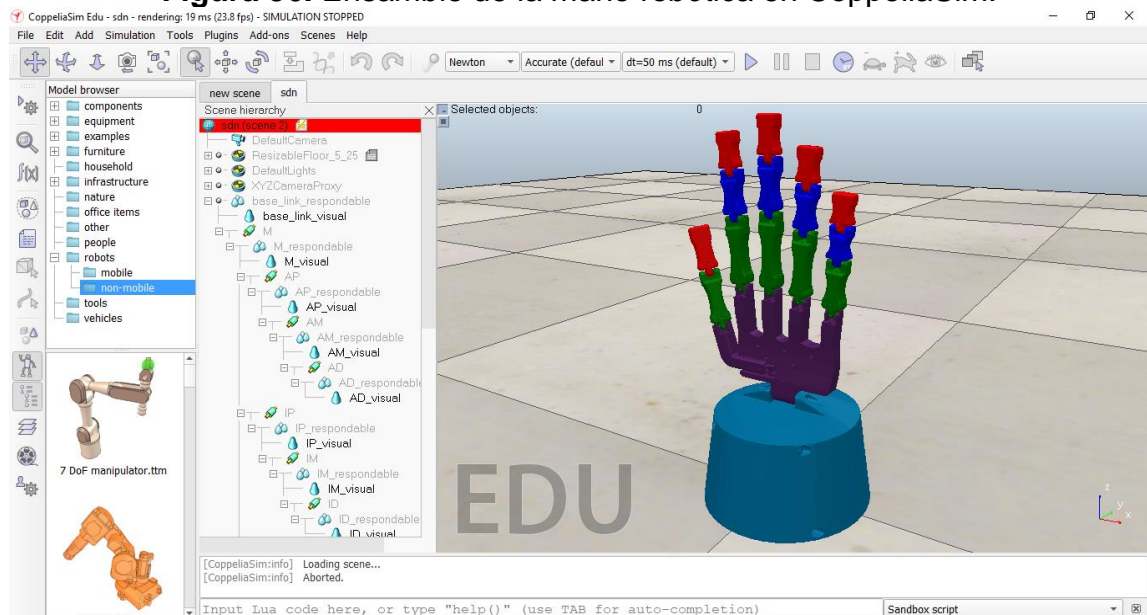 Figura 36. Ensamble de la mano robótica en CoppeliaSim.
CoppeliaSim Edu - sdn - rendering: 19 ms (23.8 fps) - SIMULATION STOPPED
File Edit Add Simulation Tools Plugins Add-ons Scenes Help
Newton Accurate (defaul dt=50 ms (default)
Model browser
components
equipment
examples
furniture
household
infrastructure
nature
office items
other
people
robots
mobile
non-mobile
tools
vehicles
7 DoF manipulator.ttm
new scene sdn
Scene hierarchy
sdn (scene 2)
DefaultCamera
ResizableFloor_5_25
DefaultLights
XYZCameraProxy
base_link_respondable
base_link_visual
M
M_respondable
M_visual
AP
AP_respondable
AP_visual
AM
AM_respondable
AM_visual
AD
AD_respondabl
AD_visual
IP
IP_respondable
IP_visual
IM
IM_respondable
IM_visual
ID
ID_respondable
ID_visual
Selected objects: 0
EDU
z
y
x
[CoppeliaSim:info] Loading scene...
[CoppeliaSim:info] Aborted.
Input Lua code here, or type "help()" (use TAB for auto-completion)
Sandbox script